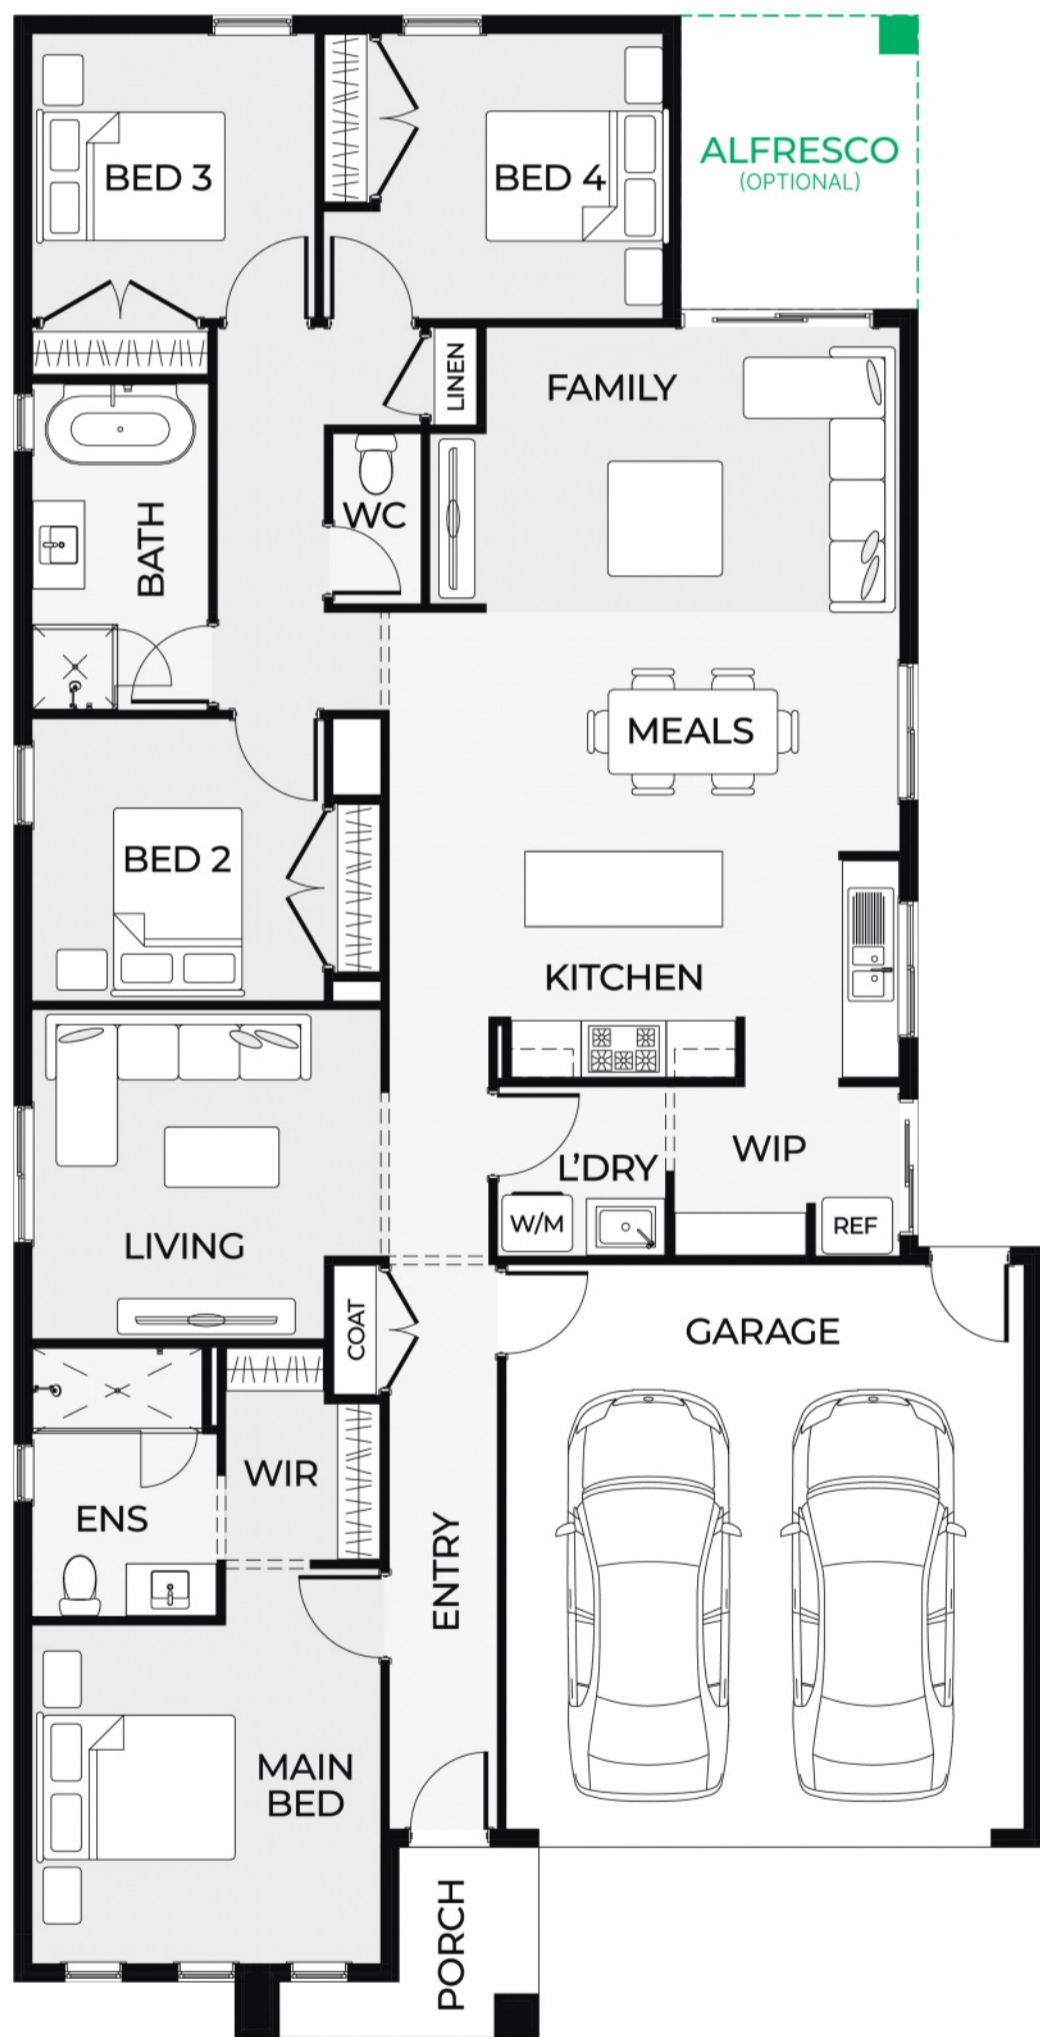 BED 3
BED 4
ALFRESCO
(OPTIONAL)
LINEN
FAMILY
WC
BATH
MEALS
BED 2
KITCHEN
L'DRY
WIP
W/M
REF
LIVING
COAT
GARAGE
WIR
ENS
ENTRY
MAIN
BED
PORCH